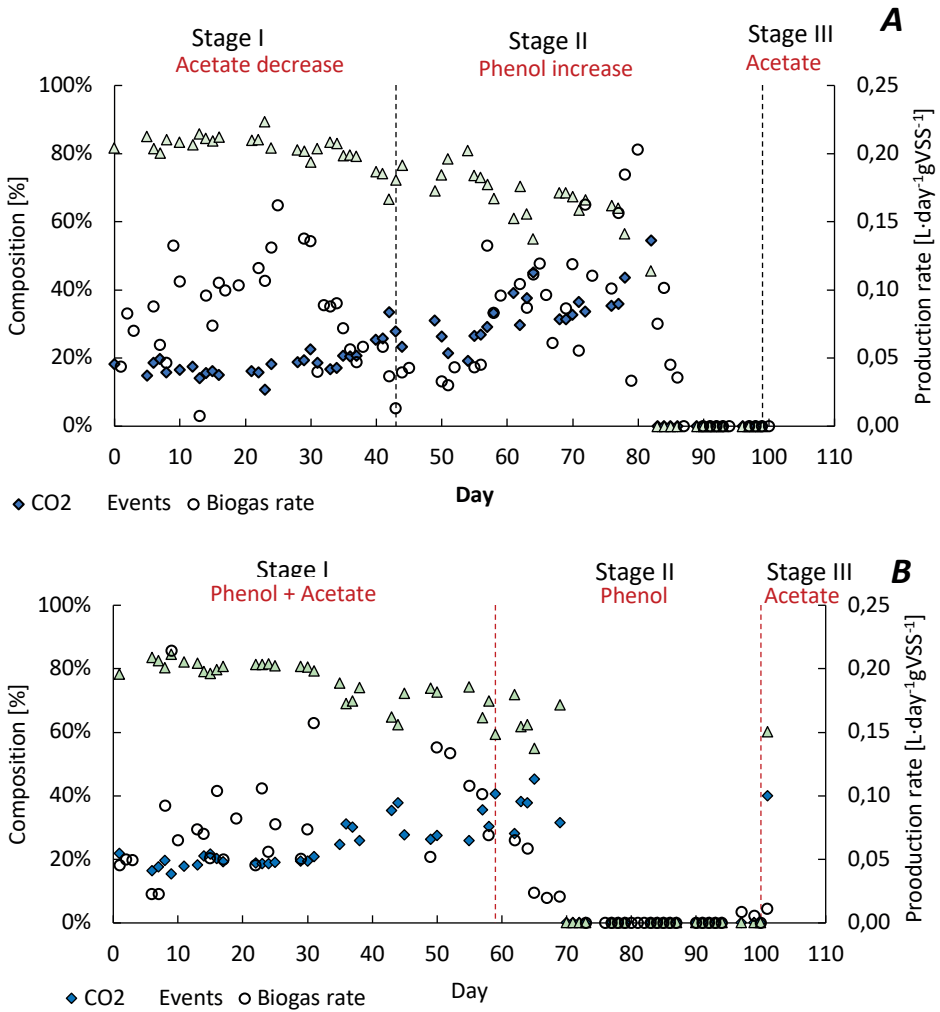 A
Stage I
Stage II
Stage III
Acetate decrease
Phenol increase
Acetate
100%
80%
60%
40%
20%
0%
Composition [%]
0,25
0,20
0,15
0,10
0,05
0,00
Production rate [L·day-1gVSS-1]
0 10 20 30 40 50 60 70 80 90 100 110
Day
CO2 Events Biogas rate
B
Stage I
Stage II
Stage III
Phenol + Acetate
Phenol
Acetate
100%
80%
60%
40%
20%
0%
Composition [%]
0,25
0,20
0,15
0,10
0,05
0,00
Prooduction rate [L·day-1gVSS-1]
0 10 20 30 40 50 60 70 80 90 100 110
Day
CO2 Events Biogas rate